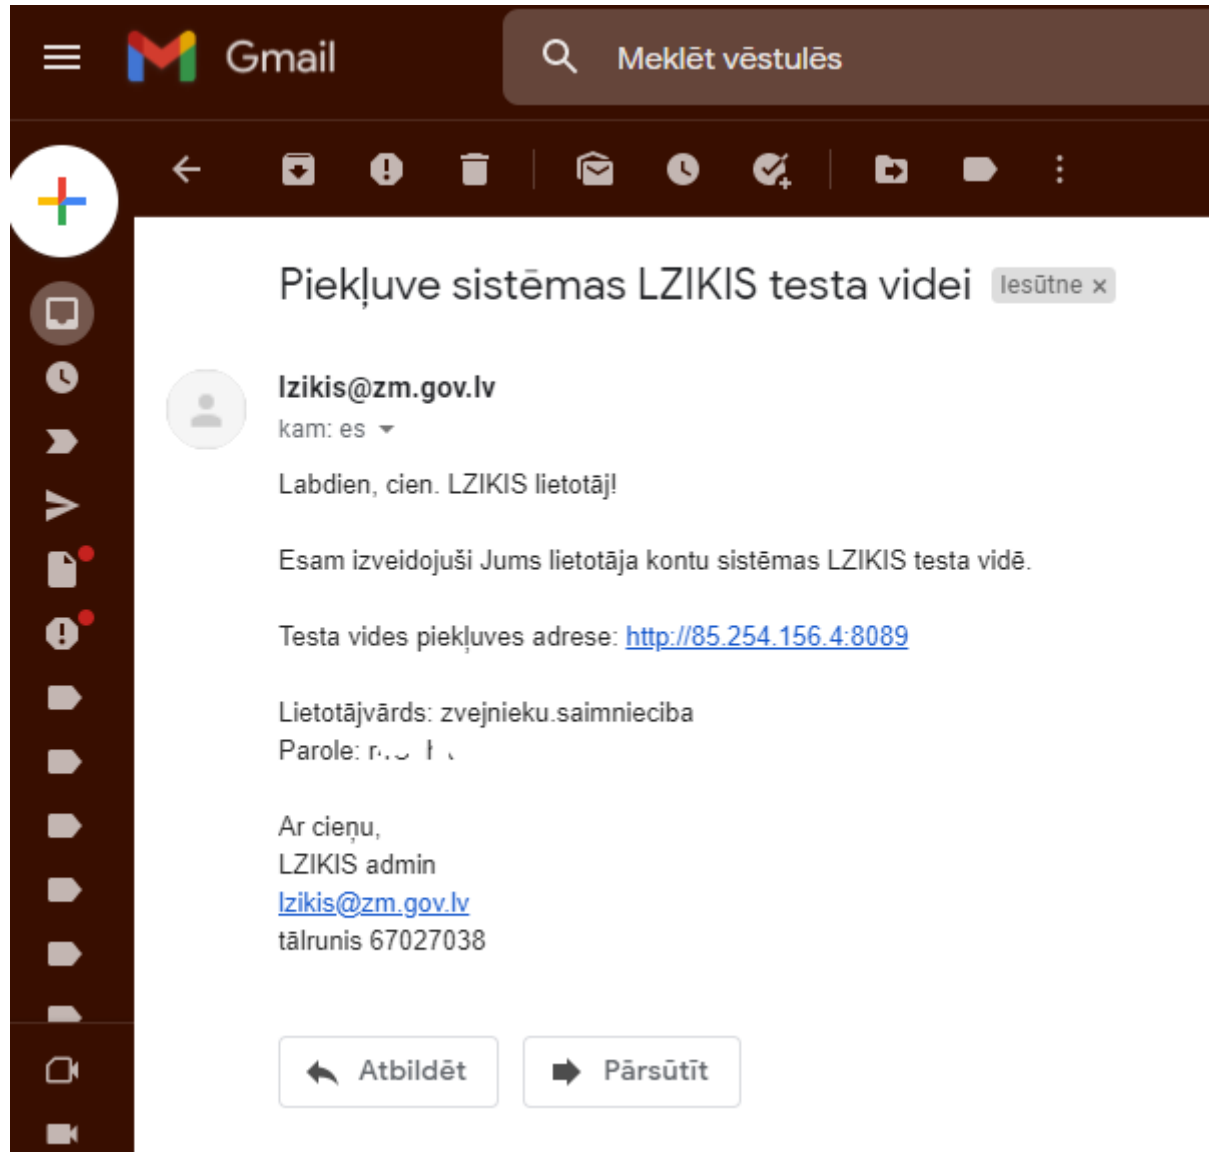 Gmail
Meklēt vēstulēs
Piekļuve sistēmas LZIKIS testa videi
Iesūtne ×
lzikis@zm.gov.lv
kam: es
Labdien, cien. LZIKIS lietotāj!
Esam izveidojuši Jums lietotāja kontu sistēmas LZIKIS testa vidē.
Testa vides piekļuves adrese: http://85.254.156.4:8089
Lietotājvārds: zvejnieku.saimnieciba
Parole:
Ar cieņu,
LZIKIS admin
lzikis@zm.gov.lv
tālrunis 67027038
Atbildēt
Pārsūtīt